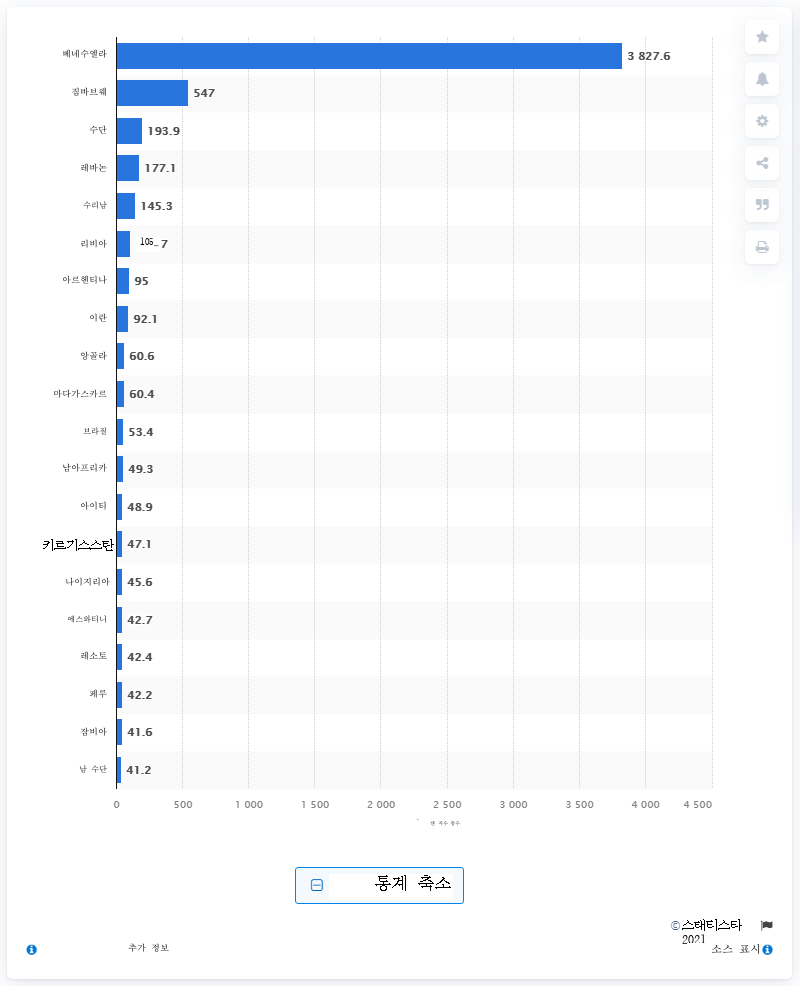 베네수엘라 3 827.6
짐바브웨 547
수단 193.9
레바논 177.1
수리남 145.3
리비아 105.7
아르헨티나 95
이란 92.1
앙골라 60.6
마다가스카르 60.4
브라질 53.4
남아프리카 49.3
아이티 48.9
키르기스스탄 47.1
나이지리아 45.6
에스와티니 42.7
레소토 42.4
페루 42.2
잠비아 41.6
남 수단 41.2
0 500 1 000 1 500 2 000 2 500 3 000 3 500 4 000 4 500
통계 축소
©스태티스타
2021
추가 정보 소스 표시